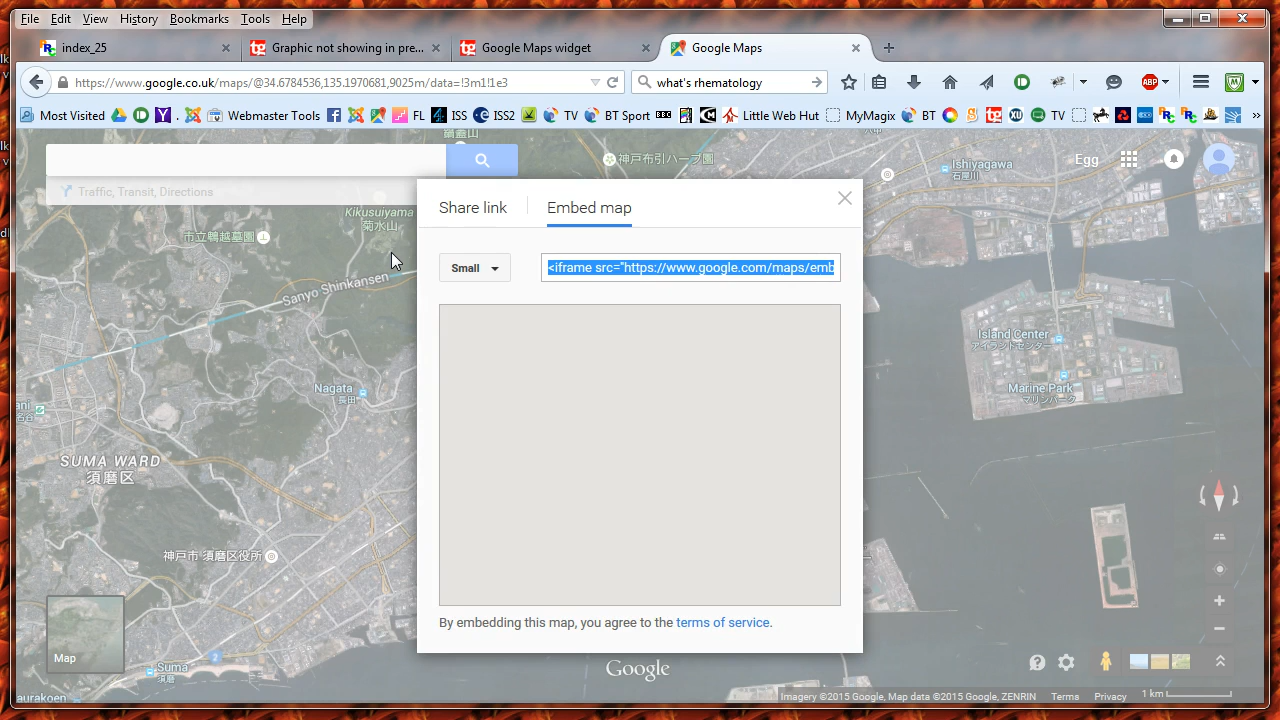 File Edit View History Bookmarks Tools Help
index_25
Graphic not showing in pre...
Google Maps widget
Google Maps
https://www.google.co.uk/maps/@34.6784536,135.1970681,9025m/data=!3m1!1e3
what's rhematology
ABP
Most Visited
Webmaster Tools
FL
ISS
ISS2
TV
BT Sport
BBC
Little Web Hut
MyMagix
BT
TV
神戸布引ハーブ園
Ishiyagawa
石屋川
Egg
Traffic, Transit, Directions
Kikusuiyama
菊水山
市立鵯越墓園
Sanyo Shinkansen
Share link
Embed map
Small
<iframe src="https://www.google.com/maps/emb
Island Center
アイランドセンター
Marine Park
マリンパーク
Nagata
長田
SUMA WARD
須磨区
神戸市 須磨区役所
By embedding this map, you agree to the terms of service.
Map
Suma
須磨
2
aurakoen
Google
Imagery ©2015 Google, Map data ©2015 Google, ZENRIN Terms Privacy 1 km